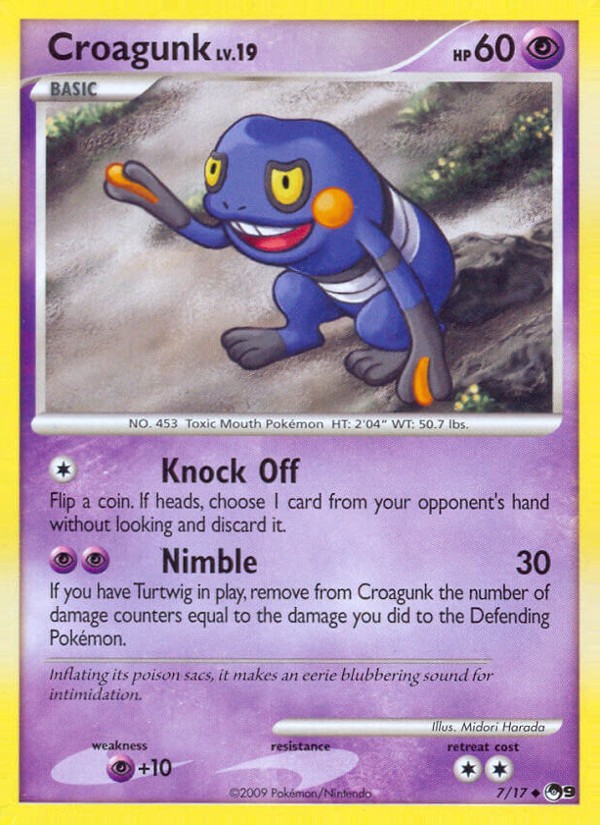 Croagunk LV.19 HP 60
BASIC
NO. 453 Toxic Mouth Pokémon HT: 2'04" WT: 50.7 lbs.
Knock Off
Flip a coin. If heads, choose 1 card from your opponent's hand
without looking and discard it.
Nimble 30
If you have Turtwig in play, remove from Croagunk the number of
damage counters equal to the damage you did to the Defending
Pokémon.
Inflating its poison sacs, it makes an eerie blubbering sound for
intimidation.
Illus. Midori Harada
weakness resistance retreat cost
+10
©2009 Pokémon/Nintendo 7/17 ◆ 9